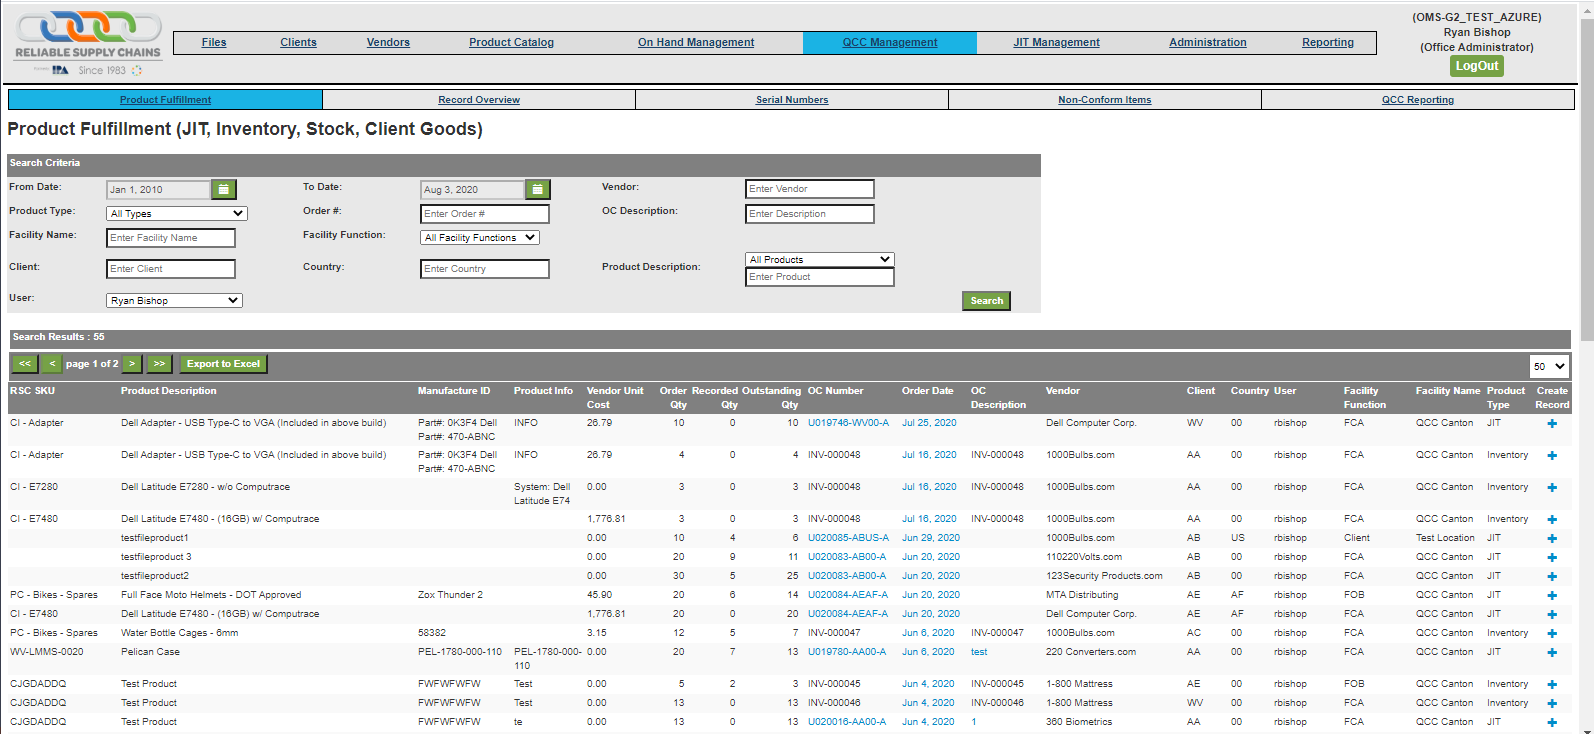 (OMS-G2_TEST_AZURE)
Ryan Bishop
(Office Administrator)
LogOut
RELIABLE SUPPLY CHAINS
IPA Since 1983
Files Clients Vendors Product Catalog On Hand Management QCC Management JIT Management Administration Reporting
Product Fulfillment Record Overview Serial Numbers Non-Conform Items QCC Reporting
Product Fulfillment (JIT, Inventory, Stock, Client Goods)
Search Criteria
From Date: Jan 1, 2010 To Date: Aug 3, 2020 Vendor: Enter Vendor
Product Type: All Types Order #: Enter Order # OC Description: Enter Description
Facility Name: Enter Facility Name Facility Function: All Facility Functions
Client: Enter Client Country: Enter Country Product Description: All Products
Enter Product
User: Ryan Bishop Search
Search Results : 55
<< < page 1 of 2 > >> Export to Excel 50
RSC SKU Product Description Manufacture ID Product Info Vendor Unit Order Recorded Outstanding OC Number Order Date OC Vendor Client Country User Facility Facility Name Product Create
Cost Qty Qty Qty Description Function Type Record
CI - Adapter Dell Adapter - USB Type-C to VGA (Included in above build) Part#: 0K3F4 Dell INFO 26.79 10 0 10 U019746-WV00-A Jul 25, 2020 Dell Computer Corp. WV 00 rbishop FCA QCC Canton JIT
Part#: 470-ABNC
CI - Adapter Dell Adapter - USB Type-C to VGA (Included in above build) Part#: 0K3F4 Dell INFO 26.79 4 0 4 INV-000048 Jul 16, 2020 INV-000048 1000Bulbs.com AA 00 rbishop FCA QCC Canton Inventory
Part#: 470-ABNC
CI - E7280 Dell Latitude E7280 - w/o Computrace System: Dell 0.00 3 0 3 INV-000048 Jul 16, 2020 INV-000048 1000Bulbs.com AA 00 rbishop FCA QCC Canton Inventory
Latitude E74
CI - E7480 Dell Latitude E7480 - (16GB) w/ Computrace 1,776.81 3 0 3 INV-000048 Jul 16, 2020 INV-000048 1000Bulbs.com AA 00 rbishop FCA QCC Canton Inventory
testfileproduct1 0.00 10 4 6 U020085-ABUS-A Jun 29, 2020 1000Bulbs.com AB US rbishop Client Test Location JIT
testfileproduct 3 0.00 20 9 11 U020083-AB00-A Jun 20, 2020 110220Volts.com AB 00 rbishop FCA QCC Canton JIT
testfileproduct2 0.00 30 5 25 U020083-AB00-A Jun 20, 2020 123Security Products.com AB 00 rbishop FCA QCC Canton JIT
PC - Bikes - Spares Full Face Moto Helmets - DOT Approved Zox Thunder 2 45.90 20 6 14 U020084-AEAF-A Jun 20, 2020 MTA Distributing AE AF rbishop FOB QCC Canton JIT
CI - E7480 Dell Latitude E7480 - (16GB) w/ Computrace 1,776.81 20 0 20 U020084-AEAF-A Jun 20, 2020 Dell Computer Corp. AE AF rbishop FCA QCC Canton JIT
PC - Bikes - Spares Water Bottle Cages - 6mm 58382 3.15 12 5 7 INV-000047 Jun 6, 2020 INV-000047 1000Bulbs.com AC 00 rbishop FCA QCC Canton Inventory
WV-LMMS-0020 Pelican Case PEL-1780-000-110 PEL-1780-000- 0.00 20 7 13 U019780-AA00-A Jun 6, 2020 test 220 Converters.com AA 00 rbishop FCA QCC Canton JIT
110
CJGDADDQ Test Product FWFWFWFW Test 0.00 5 2 3 INV-000045 Jun 4, 2020 INV-000045 1-800 Mattress AE 00 rbishop FOB QCC Canton Inventory
CJGDADDQ Test Product FWFWFWFW Test 0.00 13 0 13 INV-000046 Jun 4, 2020 INV-000046 1-800 Mattress WV 00 rbishop FCA QCC Canton Inventory
CJGDADDQ Test Product FWFWFWFW te 0.00 13 0 13 U020016-AA00-A Jun 4, 2020 1 360 Biometrics AA 00 rbishop FCA QCC Canton JIT